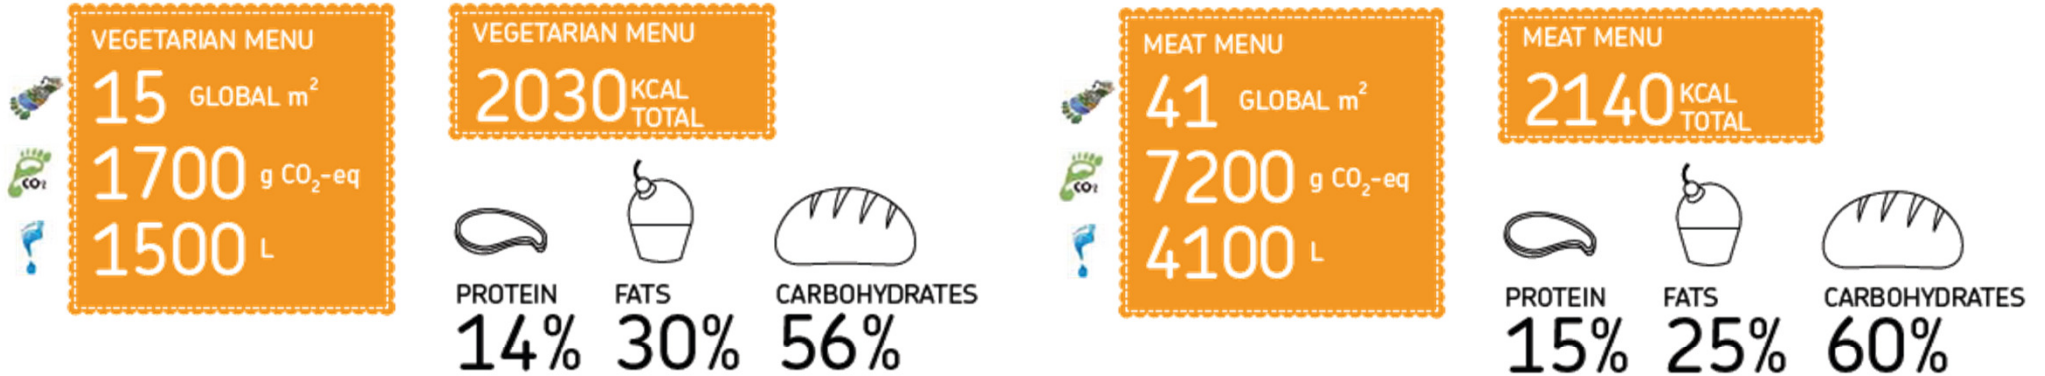 VEGETARIAN MENU
15 GLOBAL m²
CO₂
1700 g CO₂-eq
1500 L
VEGETARIAN MENU
2030 KCAL TOTAL
PROTEIN FATS CARBOHYDRATES
14% 30% 56%
MEAT MENU
41 GLOBAL m²
CO₂
7200 g CO₂-eq
4100 L
MEAT MENU
2140 KCAL TOTAL
PROTEIN FATS CARBOHYDRATES
15% 25% 60%